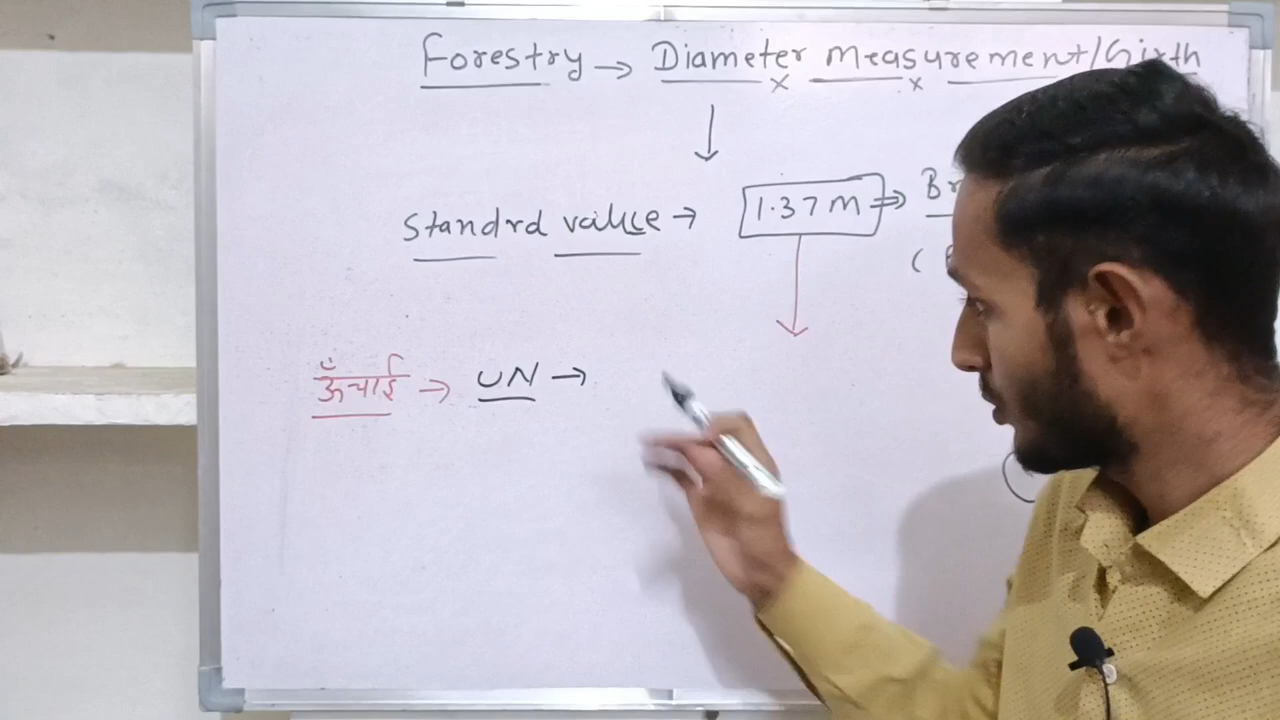 Forestry → Diameter measurement/Girth
Standrd value → 1.37 m ⇒ Br
(
ऊँचाई → UN →